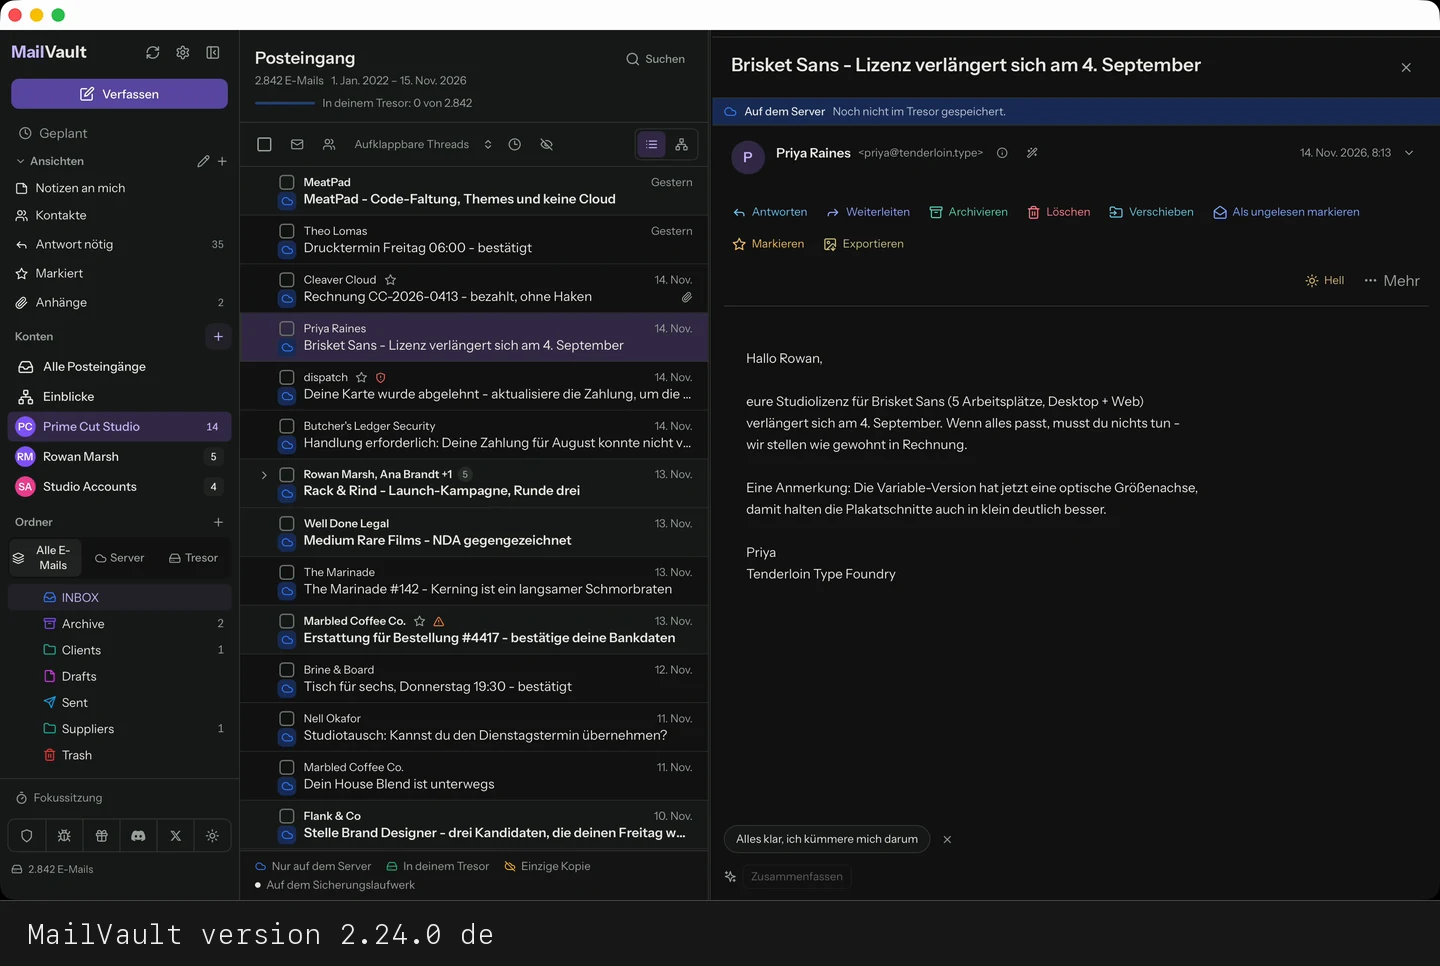 MailVault
Verfassen
Geplant
Ansichten
Notizen an mich
Kontakte
Antwort nötig 35
Markiert
Anhänge 2
Konten
Alle Posteingänge
Einblicke
PC Prime Cut Studio 14
RM Rowan Marsh 5
SA Studio Accounts 4
Ordner
Alle E-
Mails
Server
Tresor
INBOX
Archive 2
Clients 1
Drafts
Sent
Suppliers 1
Trash
Fokussitzung
2.842 E-Mails
Posteingang
Suchen
2.842 E-Mails 1. Jan. 2022 – 15. Nov. 2026
In deinem Tresor: 0 von 2.842
Aufklappbare Threads
MeatPad Gestern
MeatPad - Code-Faltung, Themes und keine Cloud
Theo Lomas Gestern
Drucktermin Freitag 06:00 - bestätigt
Cleaver Cloud 14. Nov.
Rechnung CC-2026-0413 - bezahlt, ohne Haken
Priya Raines 14. Nov.
Brisket Sans - Lizenz verlängert sich am 4. September
dispatch 14. Nov.
Deine Karte wurde abgelehnt - aktualisiere die Zahlung, um die ...
Butcher's Ledger Security 14. Nov.
Handlung erforderlich: Deine Zahlung für August konnte nicht v...
Rowan Marsh, Ana Brandt +1 5 13. Nov.
Rack & Rind - Launch-Kampagne, Runde drei
Well Done Legal 13. Nov.
Medium Rare Films - NDA gegengezeichnet
The Marinade 13. Nov.
The Marinade #142 - Kerning ist ein langsamer Schmorbraten
Marbled Coffee Co. 13. Nov.
Erstattung für Bestellung #4417 - bestätige deine Bankdaten
Brine & Board 12. Nov.
Tisch für sechs, Donnerstag 19:30 - bestätigt
Nell Okafor 11. Nov.
Studiotausch: Kannst du den Dienstagstermin übernehmen?
Marbled Coffee Co. 11. Nov.
Dein House Blend ist unterwegs
Flank & Co 10. Nov.
Stelle Brand Designer - drei Kandidaten, die deinen Freitag w...
Nur auf dem Server In deinem Tresor Einzige Kopie
Auf dem Sicherungslaufwerk
Brisket Sans - Lizenz verlängert sich am 4. September
Auf dem Server Noch nicht im Tresor gespeichert.
P Priya Raines <priya@tenderloin.type> 14. Nov. 2026, 8:13
Antworten Weiterleiten Archivieren Löschen Verschieben Als ungelesen markieren
Markieren Exportieren
Hell ··· Mehr
Hallo Rowan,
eure Studiolizenz für Brisket Sans (5 Arbeitsplätze, Desktop + Web)
verlängert sich am 4. September. Wenn alles passt, musst du nichts tun -
wir stellen wie gewohnt in Rechnung.
Eine Anmerkung: Die Variable-Version hat jetzt eine optische Größenachse,
damit halten die Plakatschnitte auch in klein deutlich besser.
Priya
Tenderloin Type Foundry
Alles klar, ich kümmere mich darum
Zusammenfassen
MailVault version 2.24.0 de